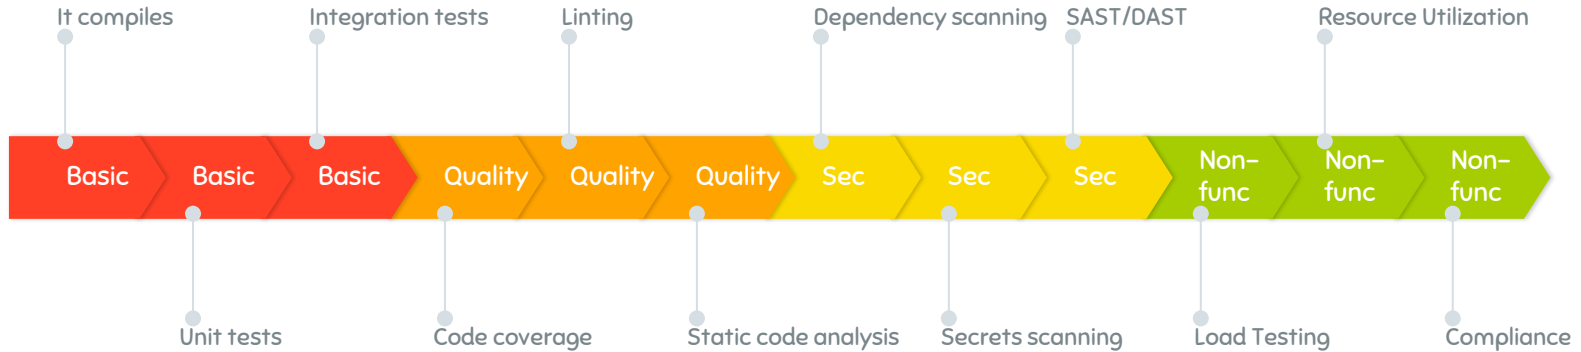 It compiles
Integration tests
Linting
Dependency scanning
SAST/DAST
Resource Utilization
Basic
Basic
Basic
Quality
Quality
Quality
Sec
Sec
Sec
Non-
func
Non-
func
Non-
func
Unit tests
Code coverage
Static code analysis
Secrets scanning
Load Testing
Compliance